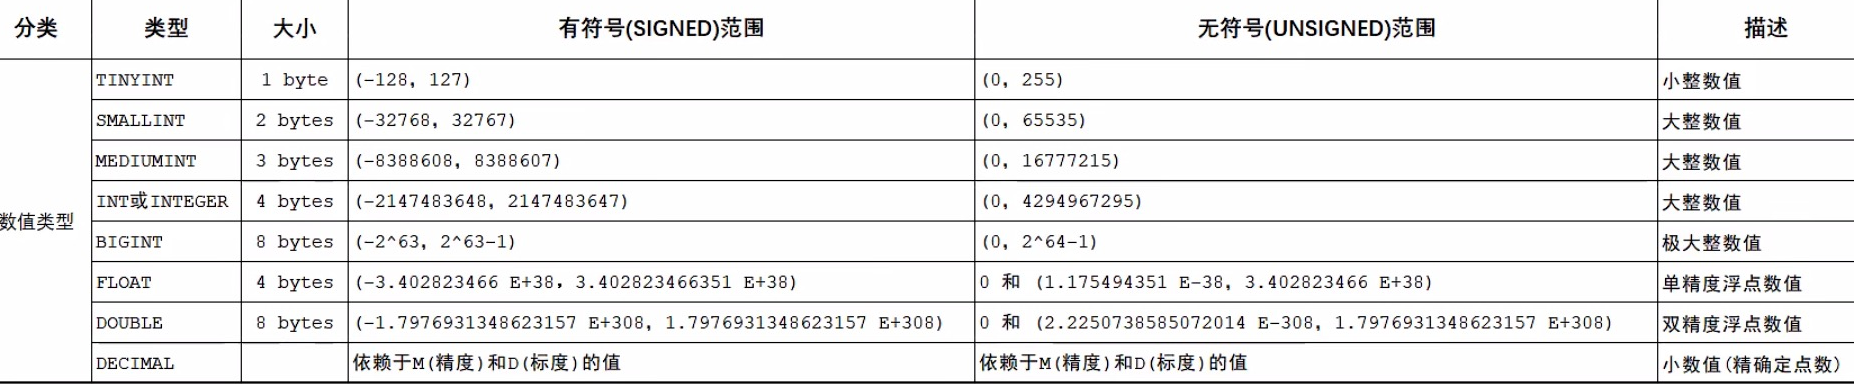 分类 类型 大小 有符号(SIGNED)范围 无符号(UNSIGNED)范围 描述
数值类型
TINYINT 1 byte (-128, 127) (0, 255) 小整数值
SMALLINT 2 bytes (-32768, 32767) (0, 65535) 大整数值
MEDIUMINT 3 bytes (-8388608, 8388607) (0, 16777215) 大整数值
INT或INTEGER 4 bytes (-2147483648, 2147483647) (0, 4294967295) 大整数值
BIGINT 8 bytes (-2^63, 2^63-1) (0, 2^64-1) 极大整数值
FLOAT 4 bytes (-3.402823466 E+38, 3.402823466351 E+38) 0 和 (1.175494351 E-38, 3.402823466 E+38) 单精度浮点数值
DOUBLE 8 bytes (-1.7976931348623157 E+308, 1.7976931348623157 E+308) 0 和 (2.2250738585072014 E-308, 1.7976931348623157 E+308) 双精度浮点数值
DECIMAL 依赖于M(精度)和D(标度)的值 依赖于M(精度)和D(标度)的值 小数值(精确定点数)